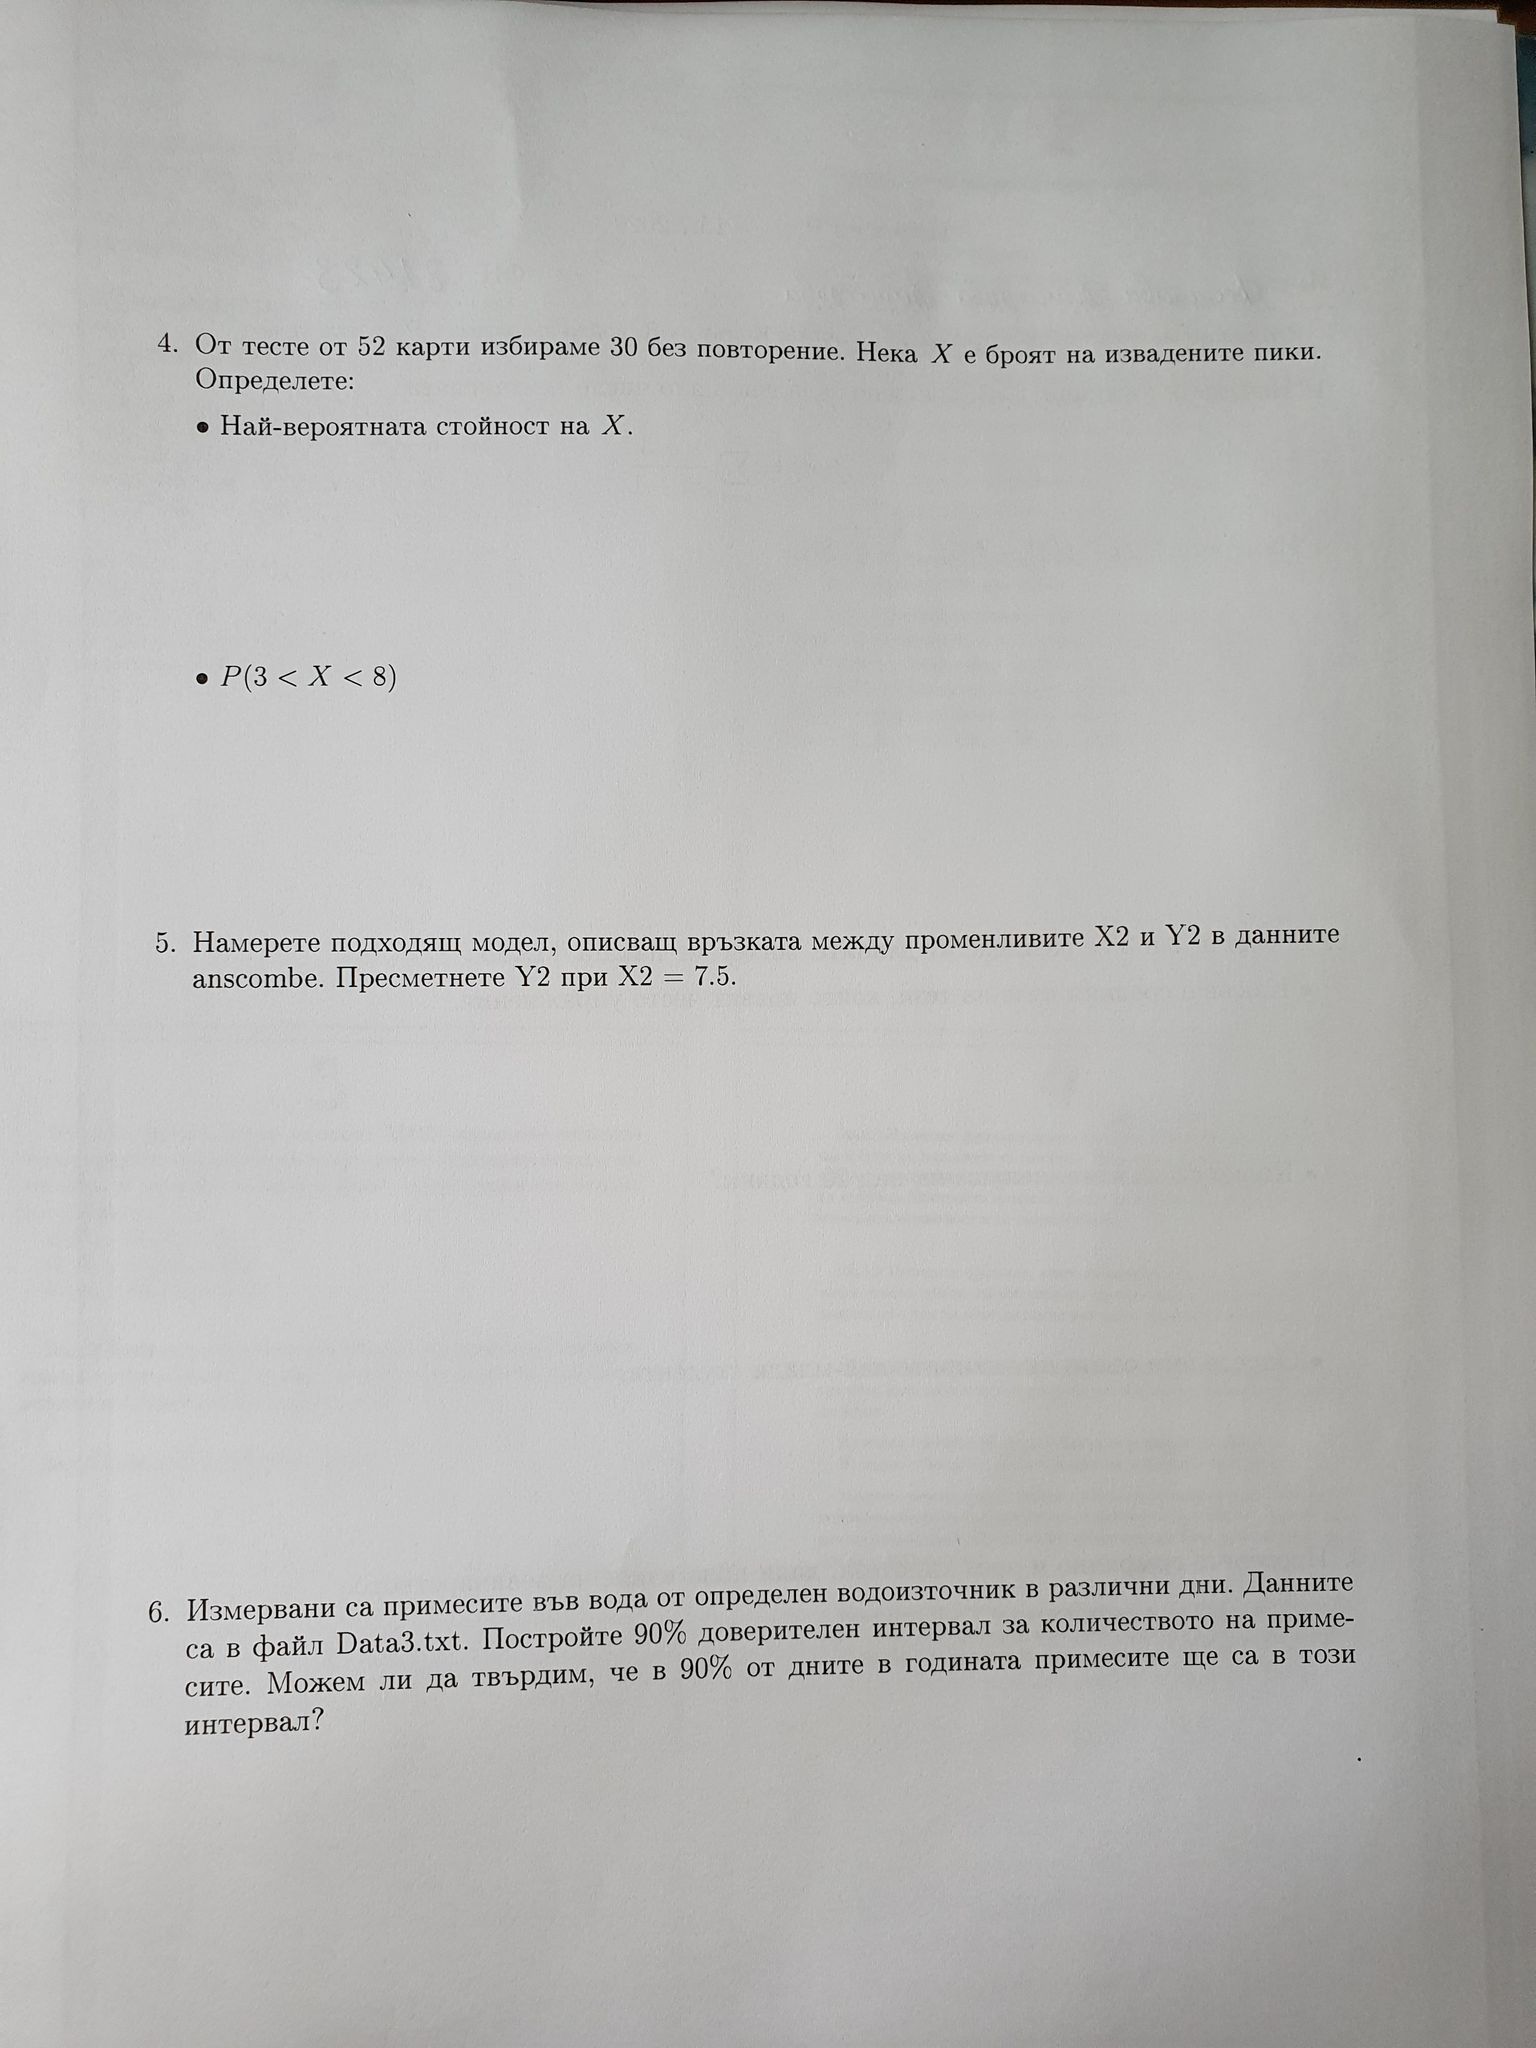 4. От тесте от 52 карти избираме 30 без повторение. Нека X е броят на извадените пики.
Определете:
• Най-вероятната стойност на X.
• P(3 < X < 8)
5. Намерете подходящ модел, описващ връзката между променливите X2 и Y2 в данните
anscombe. Пресметнете Y2 при X2 = 7.5.
6. Измервани са примесите във вода от определен водоизточник в различни дни. Данните
са в файл Data3.txt. Постройте 90% доверителен интервал за количеството на приме-
сите. Можем ли да твърдим, че в 90% от дните в годината примесите ще са в този
интервал?